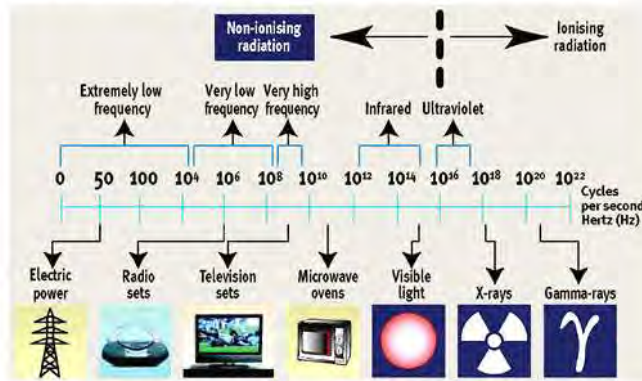 Non-ionising
radiation
Ionising
radiation
Extremely low
frequency
Very low
frequency
Very high
frequency
Infrared
Ultraviolet
0 50 100 10⁴ 10⁶ 10⁸ 10¹⁰ 10¹² 10¹⁴ 10¹⁶ 10¹⁸ 10²⁰ 10²²
Cycles
per second
Hertz (Hz)
Electric
power
Radio
sets
Television
sets
Microwave
ovens
Visible
light
X-rays
Gamma-rays
γ